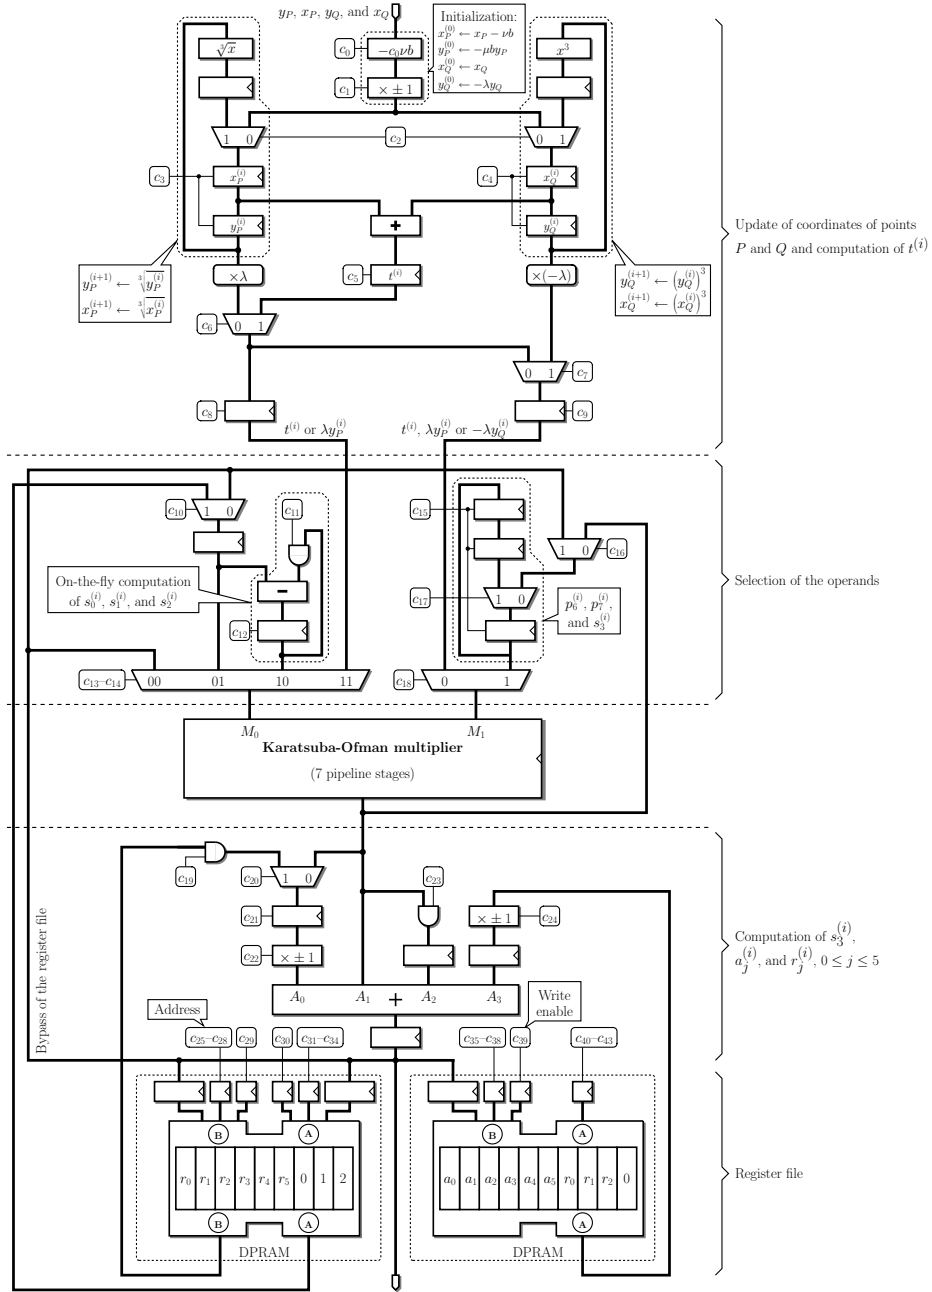 y_P, x_P, y_Q, and x_Q
Initialization:
x_P^{(0)} ← x_P − νb
y_P^{(0)} ← −μby_P
x_Q^{(0)} ← x_Q
y_Q^{(0)} ← −λy_Q
c_0
−c_0νb
c_1
× ± 1
∛x
x^3
1 0
c_2
0 1
c_3
x_P^{(i)}
c_4
x_Q^{(i)}
y_P^{(i)}
+
y_Q^{(i)}
Update of coordinates of points
P and Q and computation of t^{(i)}
×λ
c_5
t^{(i)}
×(−λ)
y_P^{(i+1)} ← ∛y_P^{(i)}
x_P^{(i+1)} ← ∛x_P^{(i)}
y_Q^{(i+1)} ← (y_Q^{(i)})^3
x_Q^{(i+1)} ← (x_Q^{(i)})^3
c_6
0 1
0 1
c_7
c_8
c_9
t^{(i)} or λy_P^{(i)}
t^{(i)}, λy_P^{(i)} or −λy_Q^{(i)}
c_10
1 0
c_11
c_15
1 0
c_16
On-the-fly computation
of s_0^{(i)}, s_1^{(i)}, and s_2^{(i)}
−
c_12
c_17
1 0
p_6^{(i)}, p_7^{(i)},
and s_3^{(i)}
Selection of the operands
c_13–c_14
00 01 10 11
c_18
0 1
M_0
M_1
Karatsuba-Ofman multiplier
(7 pipeline stages)
c_19
c_20
1 0
c_23
c_21
× ± 1
c_24
c_22
× ± 1
A_0 A_1 + A_2 A_3
Computation of s_3^{(i)},
a_j^{(i)}, and r_j^{(i)}, 0 ≤ j ≤ 5
Bypass of the register file
Address
Write
enable
c_25–c_28
c_29
c_30
c_31–c_34
c_35–c_38
c_39
c_40–c_43
B
A
B
A
r_0 r_1 r_2 r_3 r_4 r_5 0 1 2
a_0 a_1 a_2 a_3 a_4 a_5 r_0 r_1 r_2 0
B
A
A
DPRAM
DPRAM
Register file